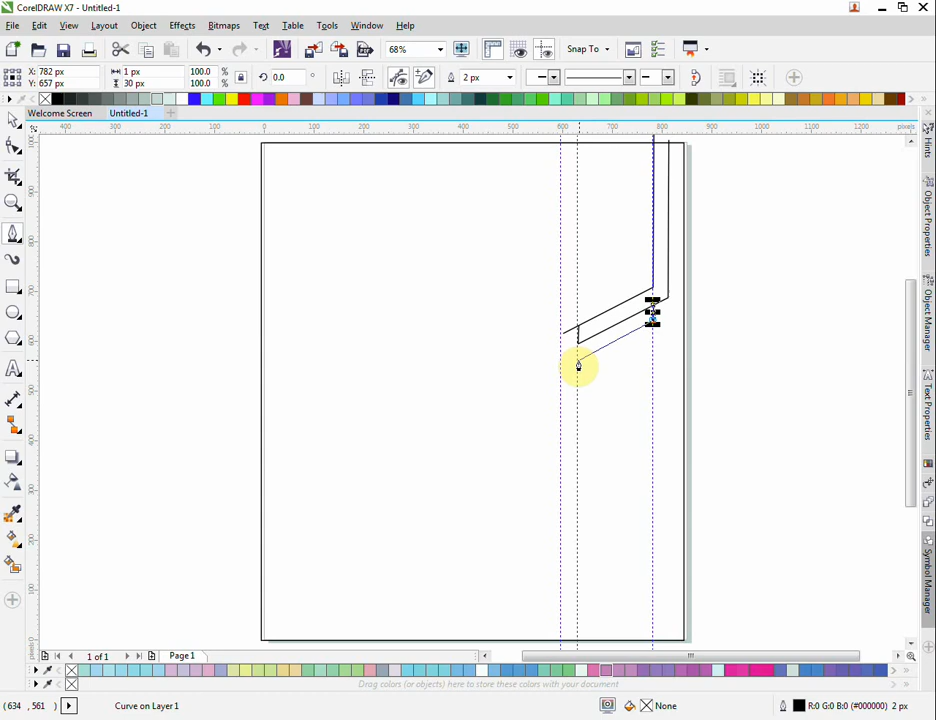 CorelDRAW X7 - Untitled-1
File Edit View Layout Object Effects Bitmaps Text Table Tools Window Help
68% Snap To
X: 782 px 1 px 100.0 % 0.0 ° 2 px
Y: 657 px 30 px 100.0 %
Welcome Screen Untitled-1
400 300 200 100 0 100 200 300 400 500 600 700 800 900 1000 1100 1200 pixels
Hints
Object Properties
Object Manager
Text Properties
Symbol Manager
1 of 1 Page 1
Drag colors (or objects) here to store these colors with your document
(634 , 561 ) Curve on Layer 1 None R:0 G:0 B:0 (#000000) 2 px